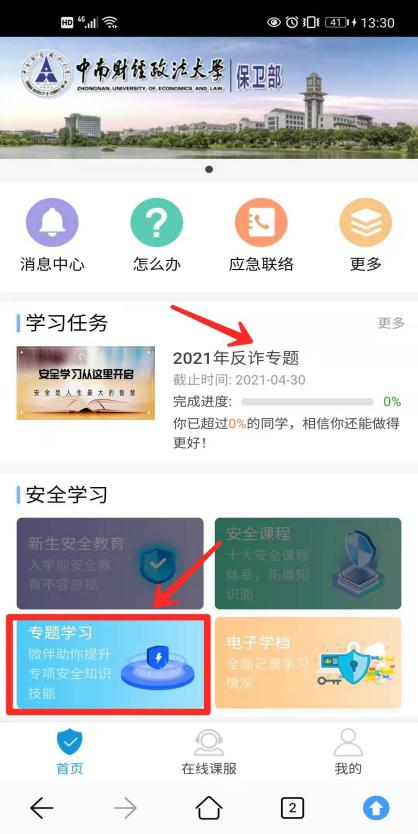 HD 4G 41 13:30
中南财经政法大学 保卫部
ZHONGNAN UNIVERSITY OF ECONOMICS AND LAW
消息中心 怎么办 应急联络 更多
学习任务 更多
安全学习从这里开启
安全是人生最大的智慧
2021年反诈专题
截止时间: 2021-04-30
完成进度: 0%
你已超过0%的同学，相信你还能做得
更好！
安全学习
新生安全教育
入学前安全教
育不容忽视
安全课程
十大安全课程
体系，拓展知
识面
专题学习
微伴助你提升
专项安全知识
技能
电子学档
全面记录学习
情况
首页 在线课服 我的
2